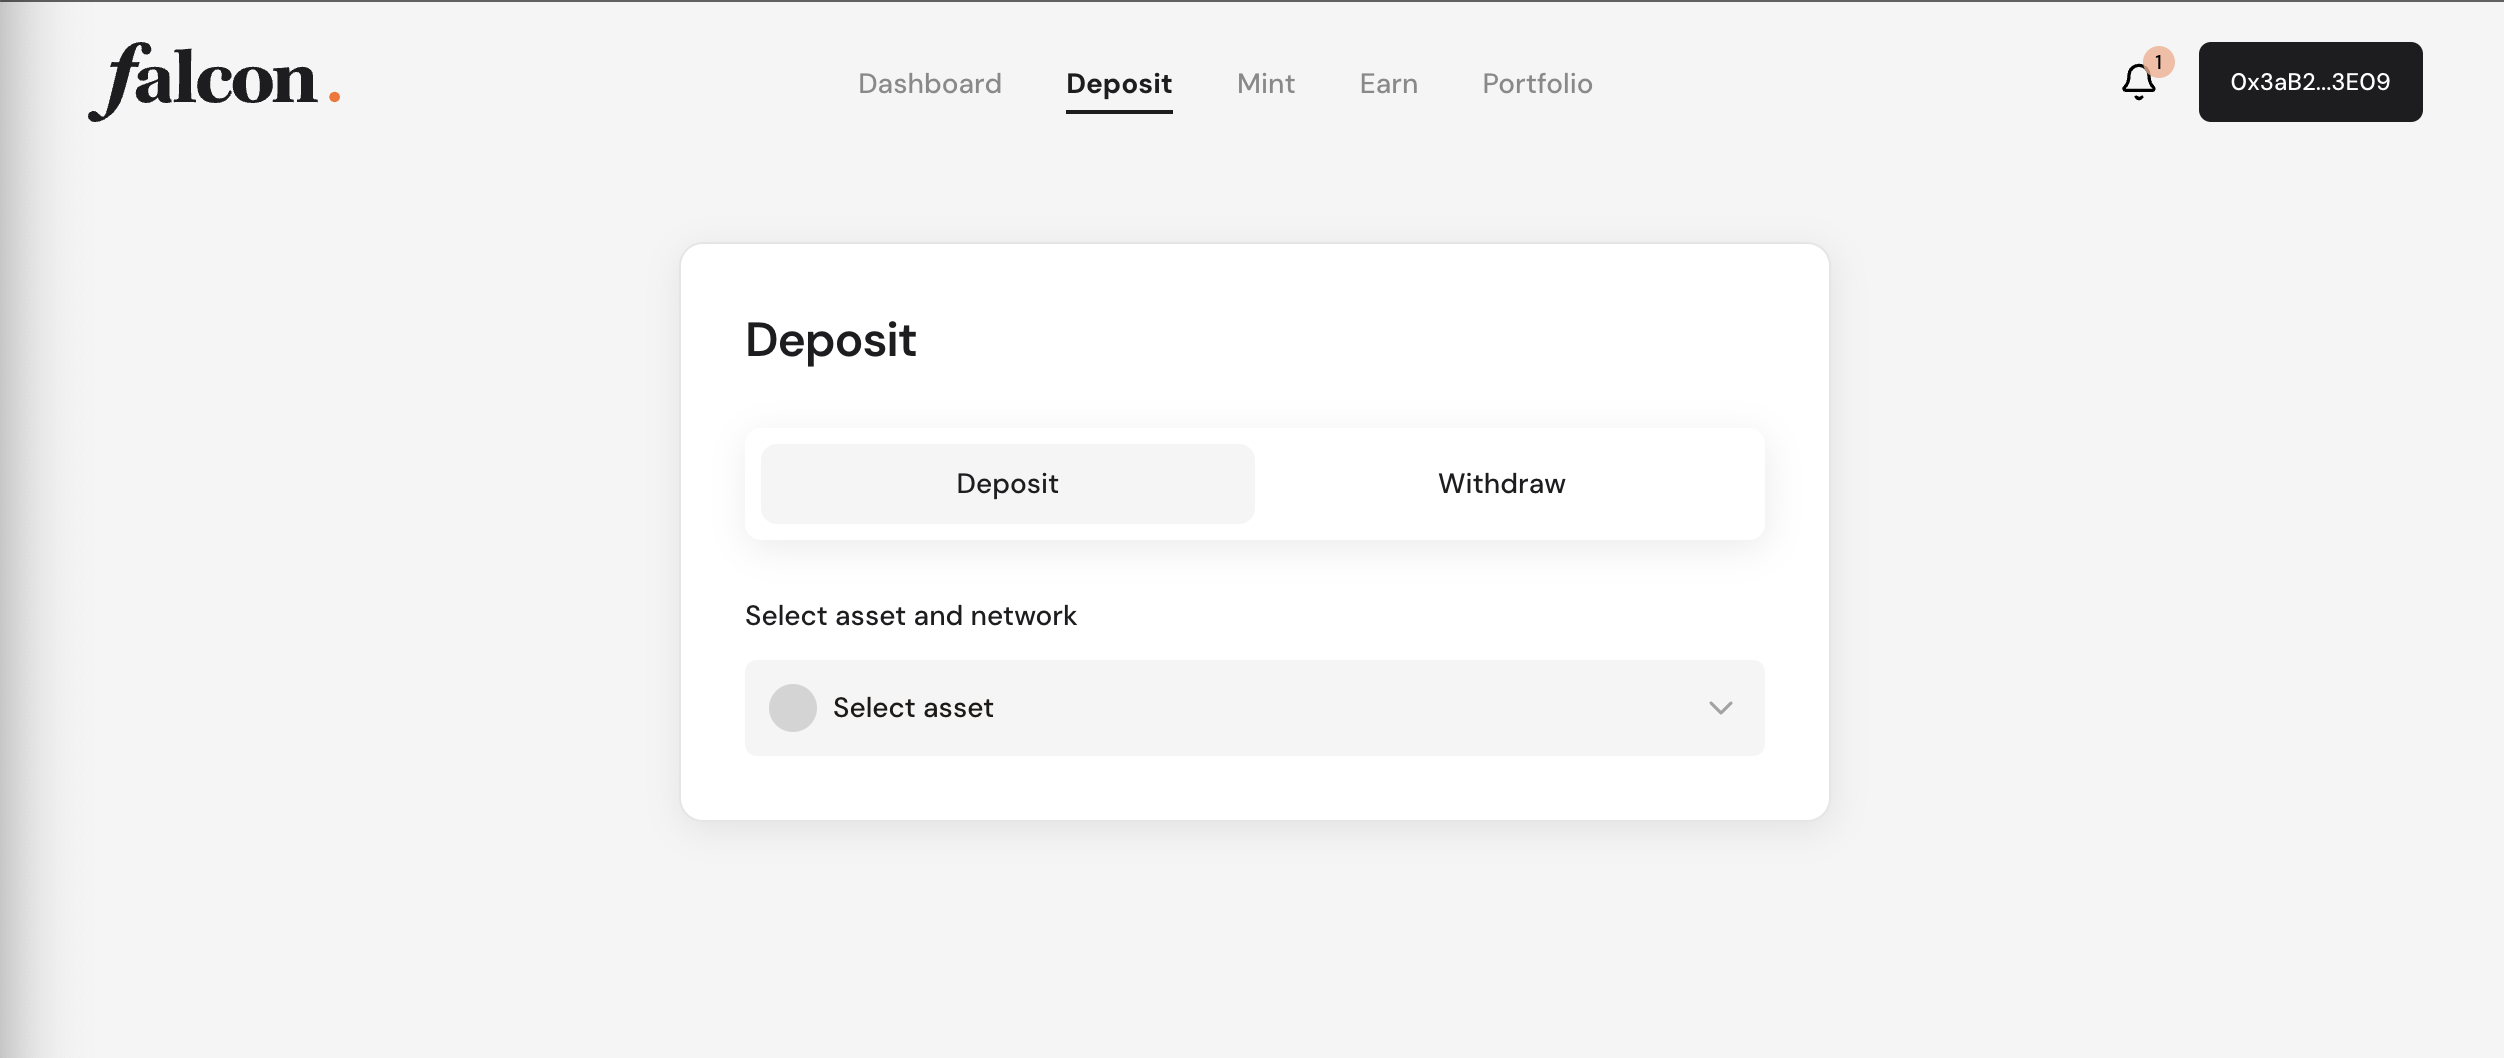 falcon.
Dashboard Deposit Mint Earn Portfolio
1
0x3aB2...3E09
Deposit
Deposit Withdraw
Select asset and network
Select asset